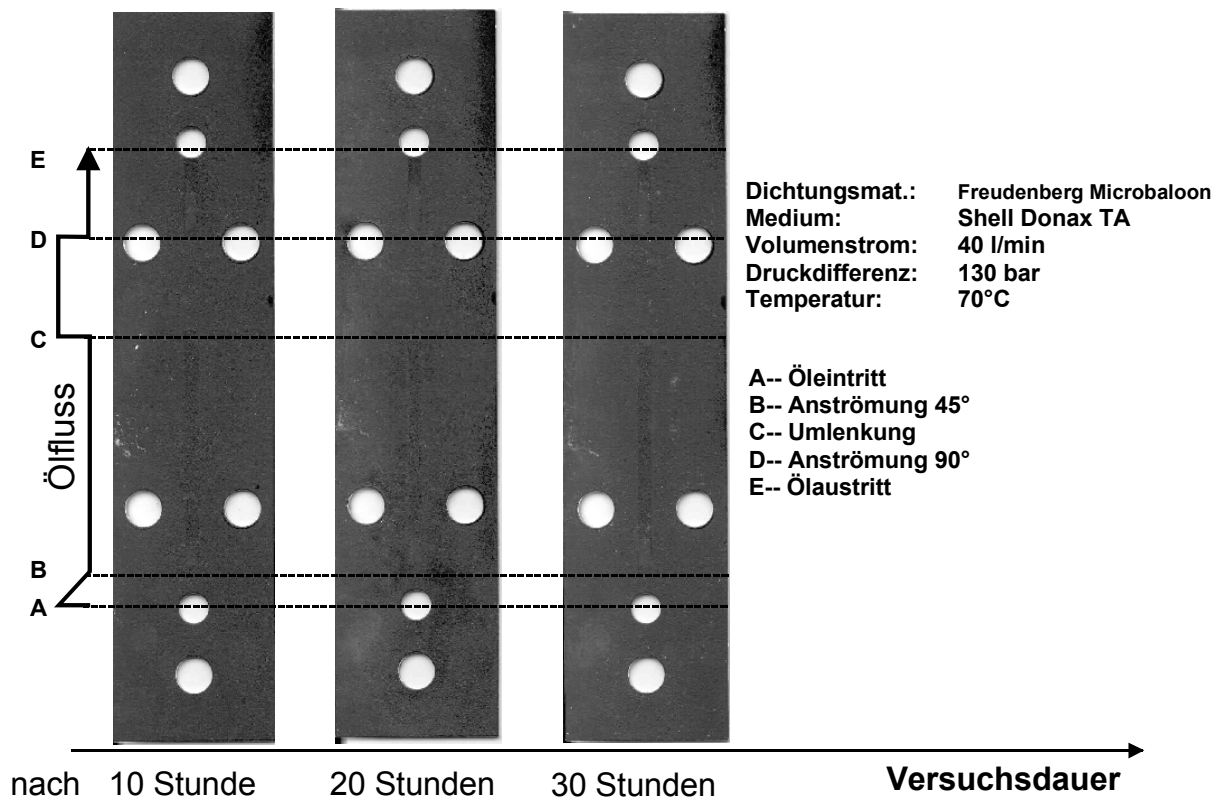 E
D
C
B
A
Ölfluss
Dichtungsmat.: Freudenberg Microbaloon
Medium: Shell Donax TA
Volumenstrom: 40 l/min
Druckdifferenz: 130 bar
Temperatur: 70°C
A-- Öleintritt
B-- Anströmung 45°
C-- Umlenkung
D-- Anströmung 90°
E-- Ölaustritt
nach 10 Stunde 20 Stunden 30 Stunden Versuchsdauer